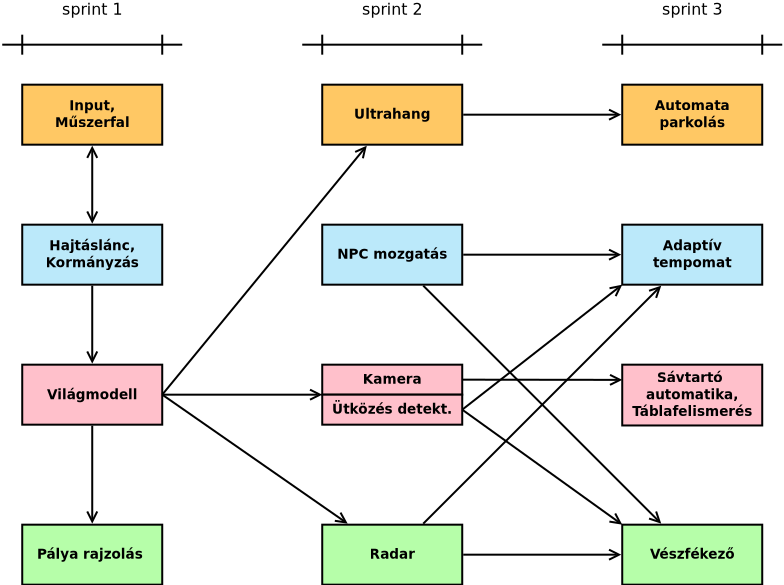 sprint 1
sprint 2
sprint 3
Input,
Műszerfal
Ultrahang
Automata
parkolás
Hajtáslánc,
Kormányzás
NPC mozgatás
Adaptív
tempomat
Világmodell
Kamera
Ütközés detekt.
Sávtartó
automatika,
Táblafelismerés
Pálya rajzolás
Radar
Vészfékező